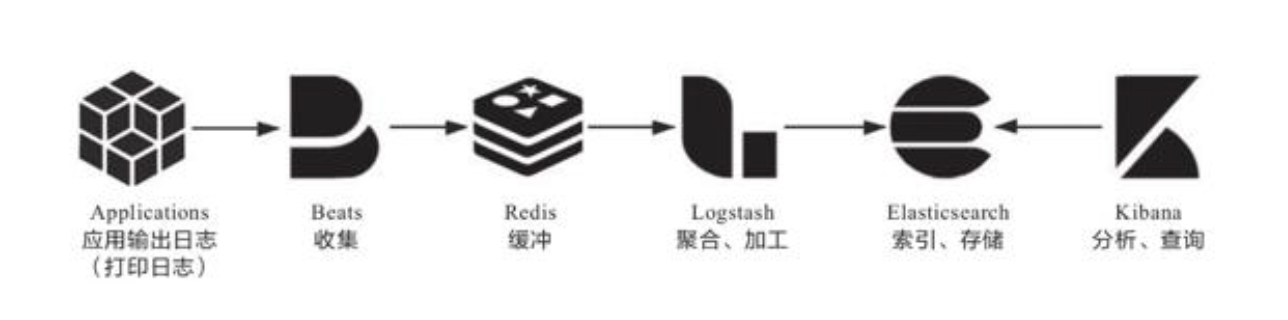 Applications
应用输出日志
（打印日志）
Beats
收集
Redis
缓冲
Logstash
聚合、加工
Elasticsearch
索引、存储
Kibana
分析、查询